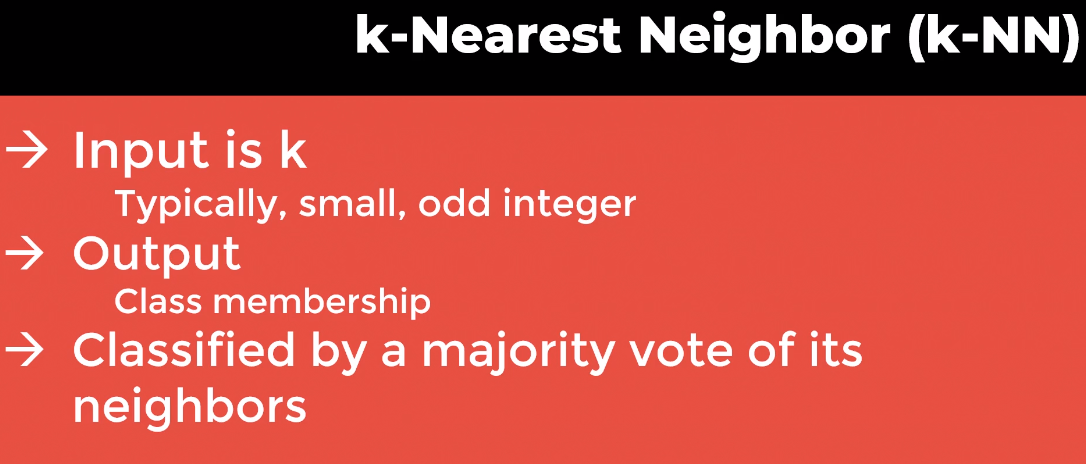 k-Nearest Neighbor (k-NN)
→ Input is k
Typically, small, odd integer
→ Output
Class membership
→ Classified by a majority vote of its
neighbors